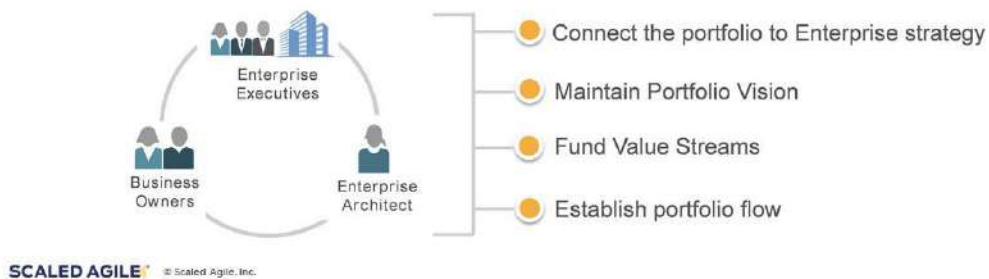 Enterprise
Executives
Business
Owners
Enterprise
Architect
Connect the portfolio to Enterprise strategy
Maintain Portfolio Vision
Fund Value Streams
Establish portfolio flow
SCALED AGILE © Scaled Agile, Inc.